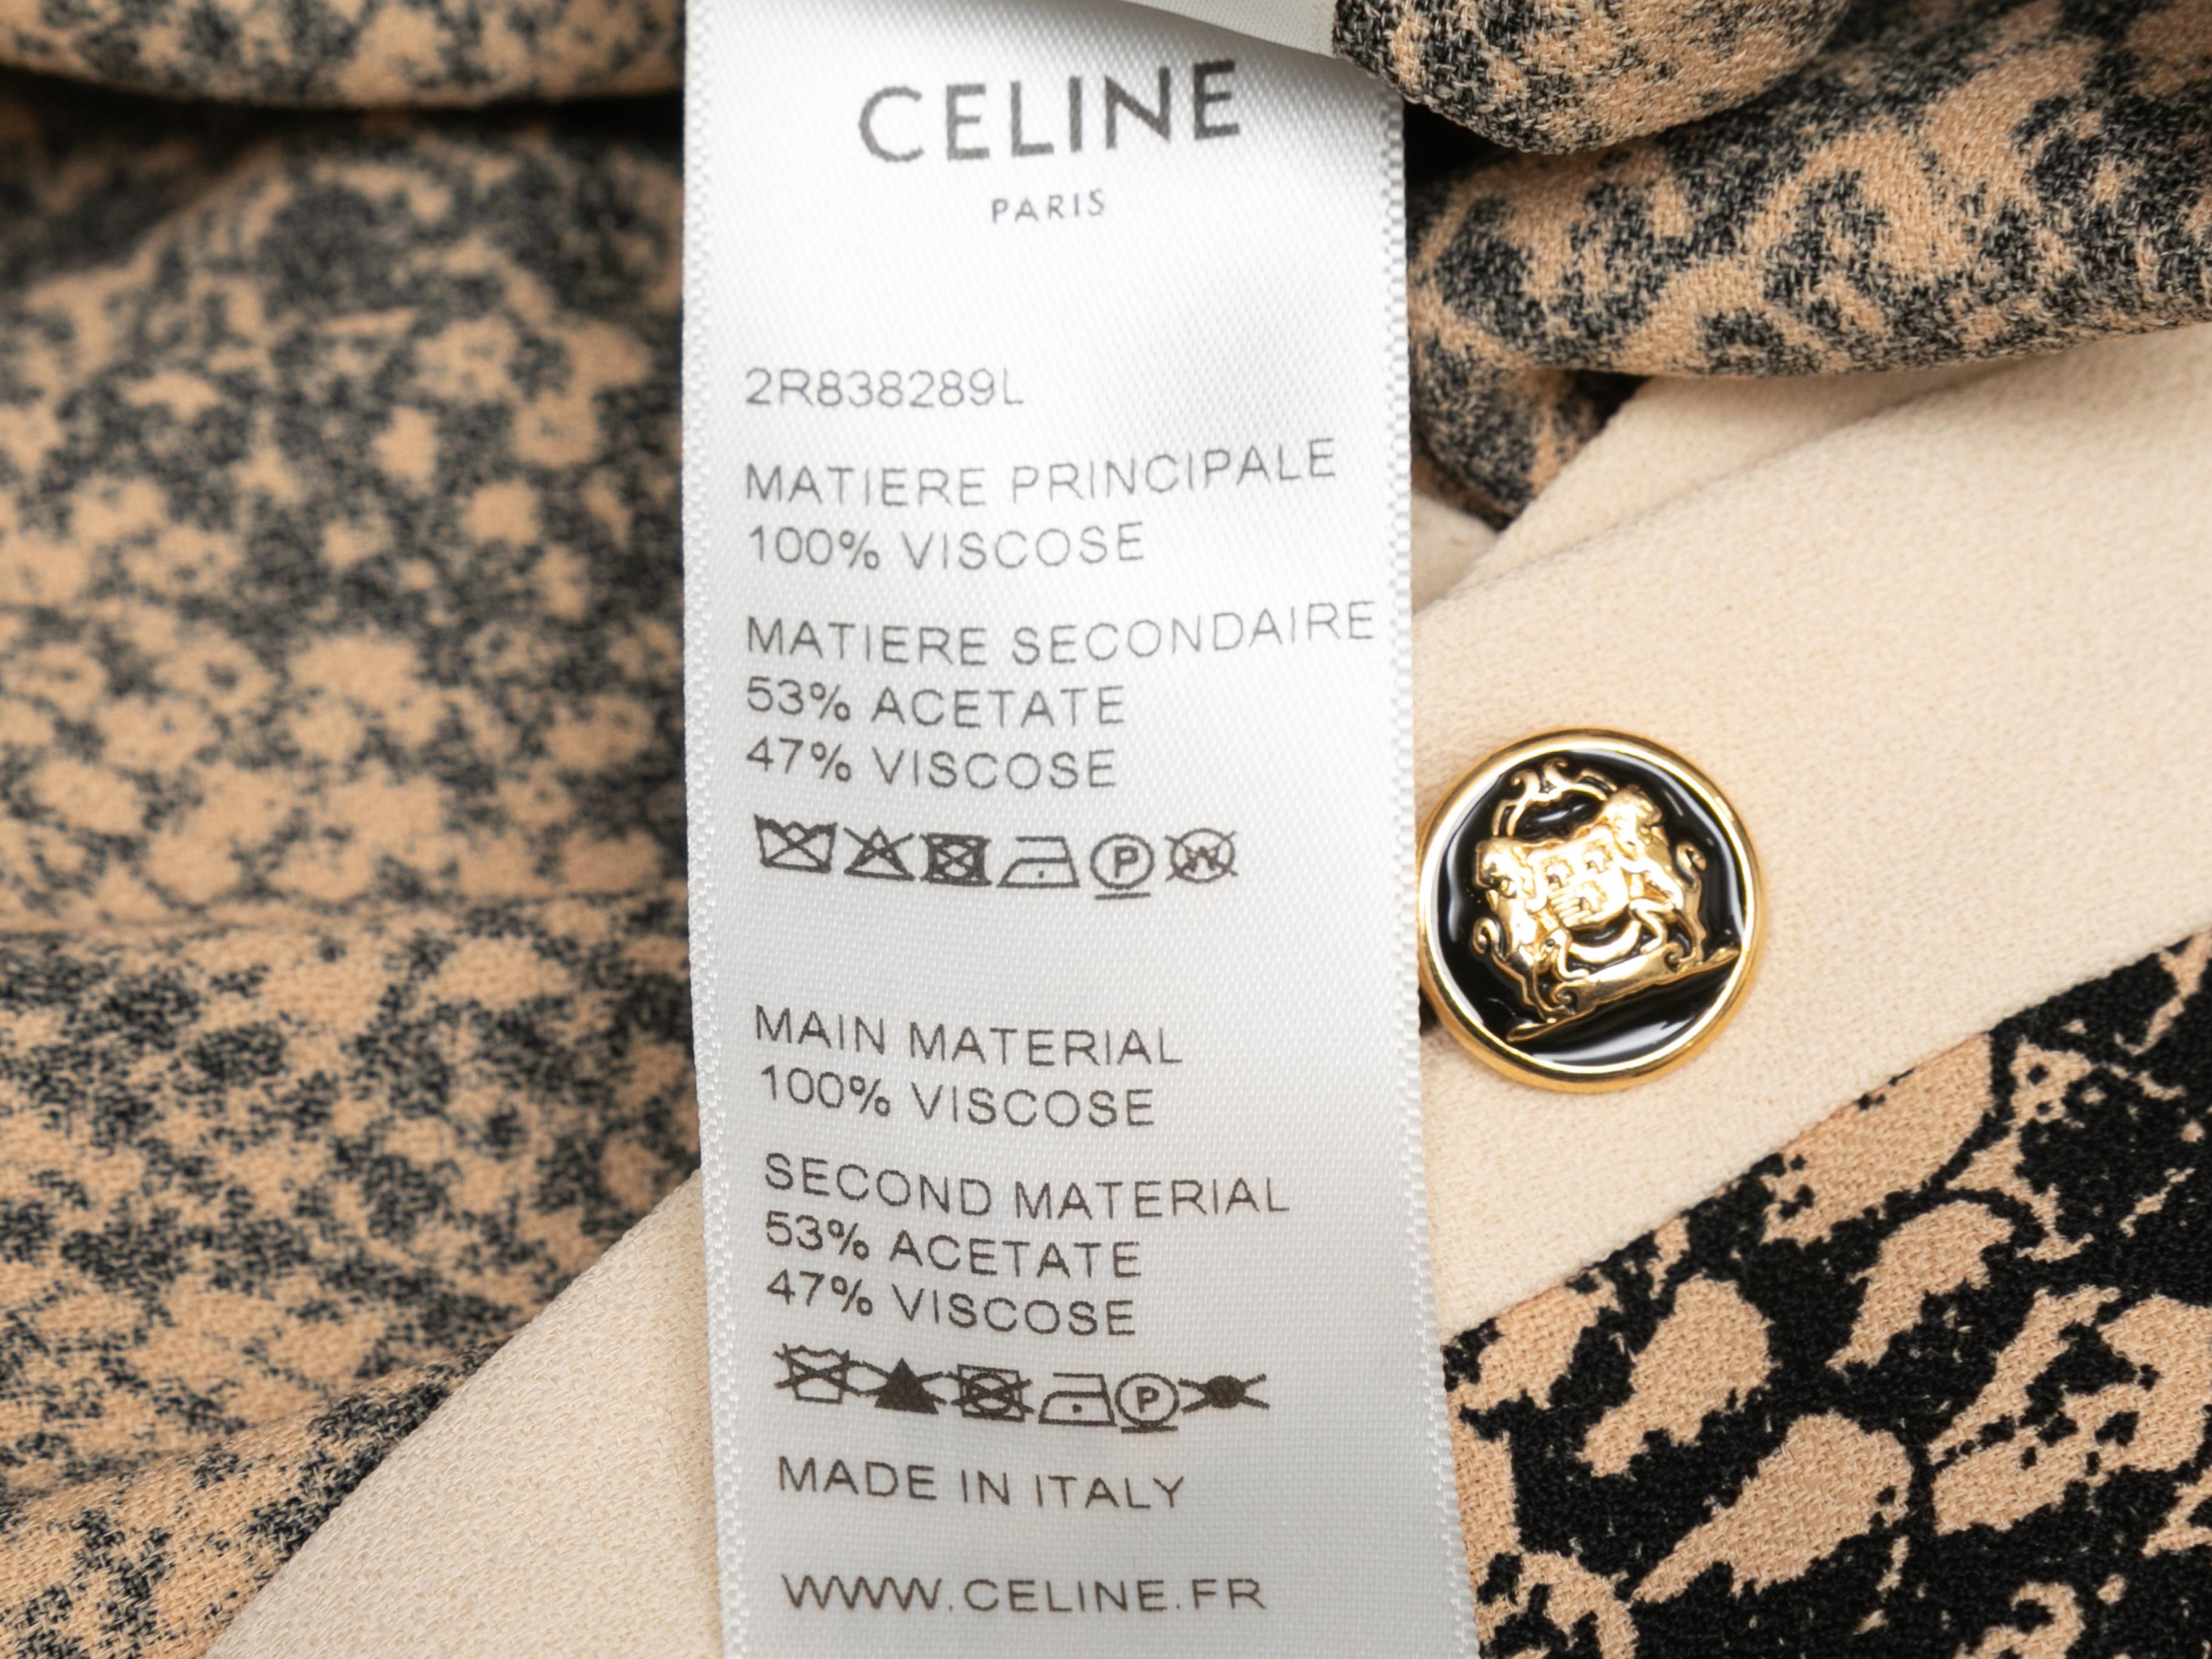 CELINE
PARIS
2R838289L
MATIERE PRINCIPALE
100% VISCOSE
MATIERE SECONDAIRE
53% ACETATE
47% VISCOSE
P W
MAIN MATERIAL
100% VISCOSE
SECOND MATERIAL
53% ACETATE
47% VISCOSE
P
MADE IN ITALY
WWW.CELINE.FR